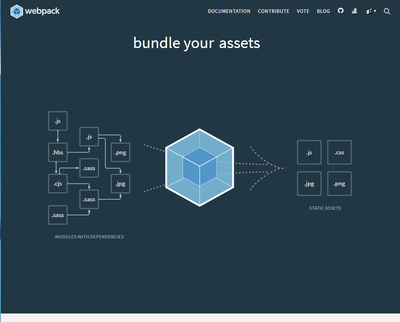 webpack
DOCUMENTATION CONTRIBUTE VOTE BLOG
bundle your assets
.js
.js
.hbs
.png
.sass
.cjs
.jpg
.sass
.sass
MODULES WITH DEPENDENCIES
.js .css
.jpg .png
STATIC ASSETS